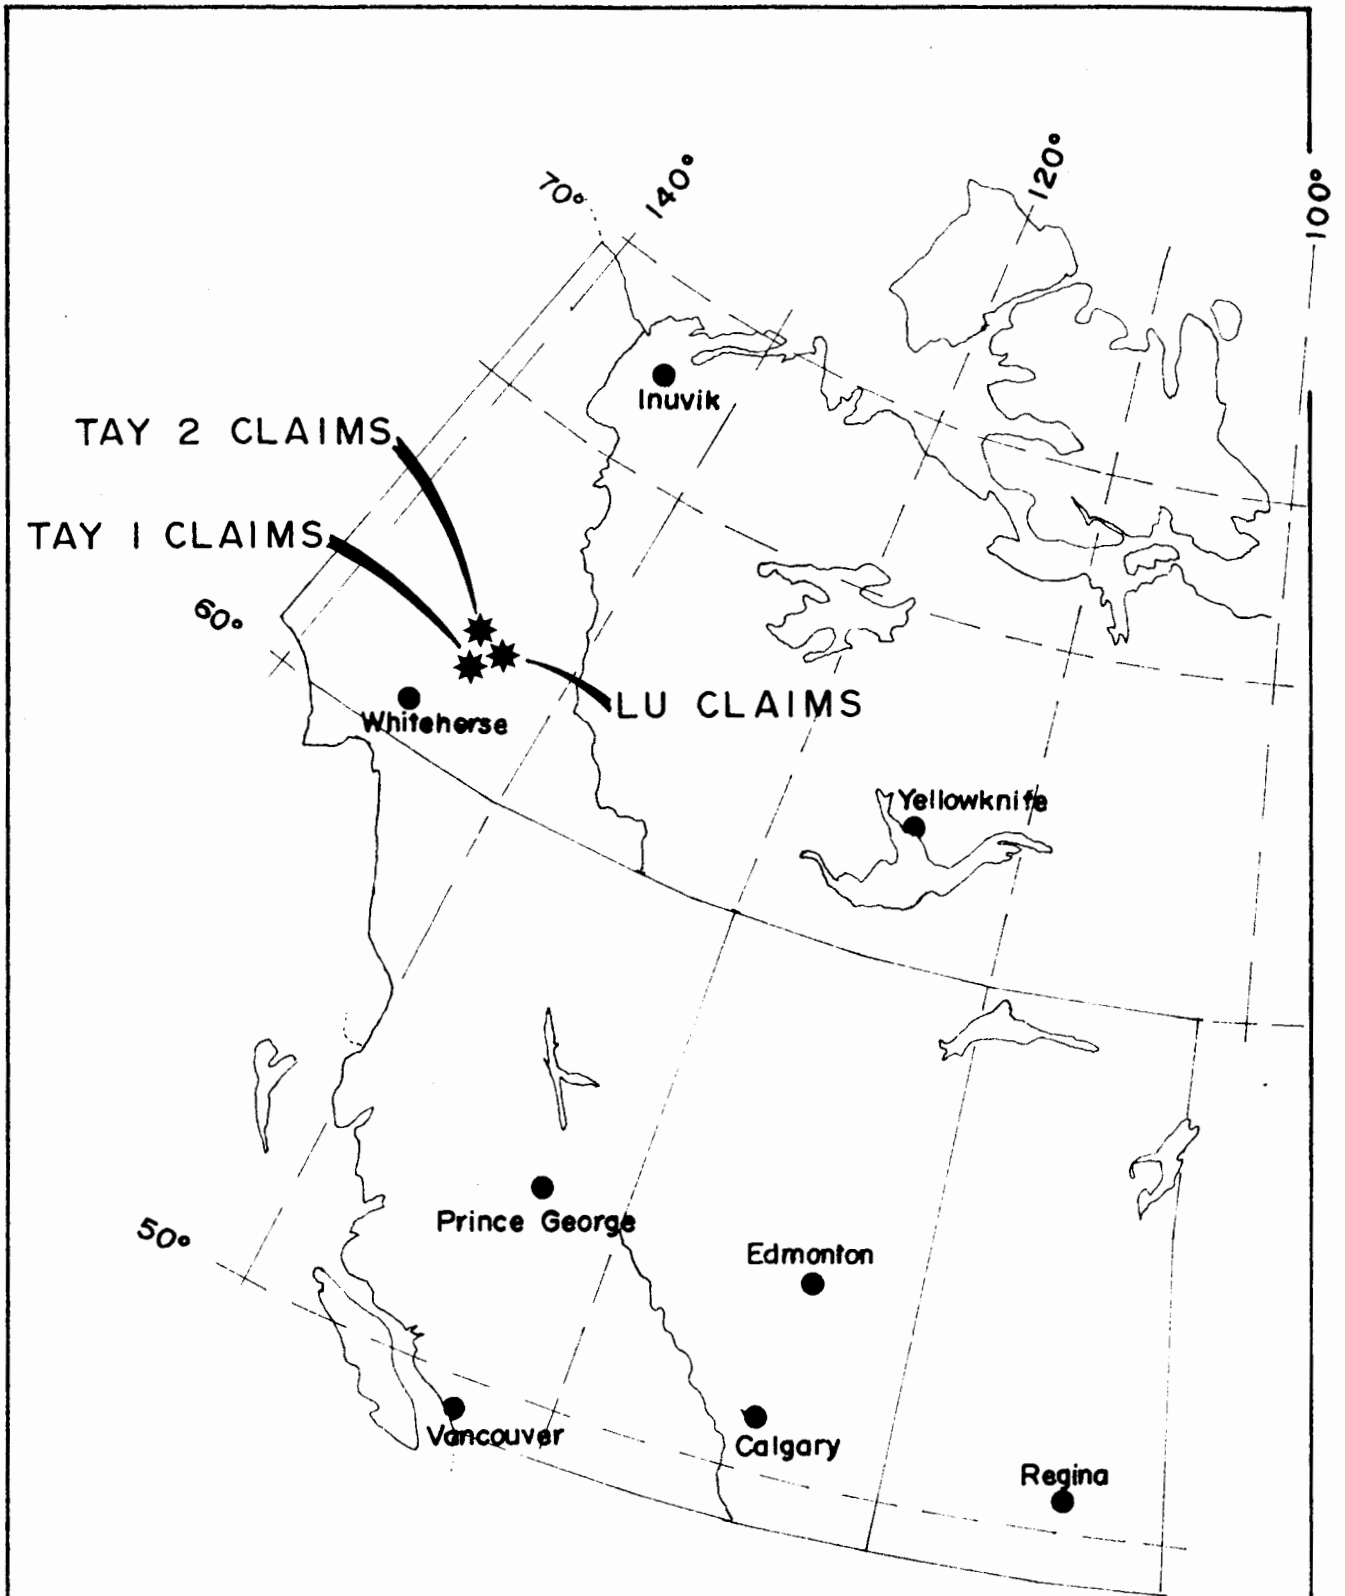 70°
140°
120°
100°
Inuvik
TAY 2 CLAIMS
TAY 1 CLAIMS
60°
LU CLAIMS
Whitehorse
Yellowknife
Prince George
50°
Edmonton
Vancouver
Calgary
Regina